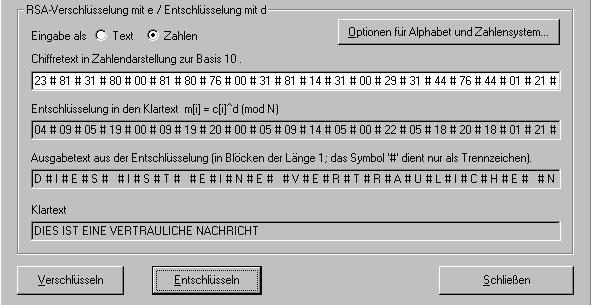 RSA-Verschlüsselung mit e / Entschlüsselung mit d
Eingabe als Text Zahlen
Optionen für Alphabet und Zahlensystem...
Chiffretext in Zahlendarstellung zur Basis 10 .
23 # 81 # 31 # 80 # 00 # 81 # 80 # 76 # 00 # 31 # 81 # 14 # 31 # 00 # 29 # 31 # 44 # 76 # 44 # 01 # 21 #
Entschlüsselung in den Klartext m[i] = c[i]^d (mod N)
04 # 09 # 05 # 19 # 00 # 09 # 19 # 20 # 00 # 05 # 09 # 14 # 05 # 00 # 22 # 05 # 18 # 20 # 18 # 01 # 21 #
Ausgabetext aus der Entschlüsselung (in Blöcken der Länge 1; das Symbol '#' dient nur als Trennzeichen).
D # I # E # S # # I # S # T # # E # I # N # E # # V # E # R # T # R # A # U # L # I # C # H # E # # N
Klartext
DIES IST EINE VERTRAULICHE NACHRICHT
Verschlüsseln Entschlüsseln Schließen